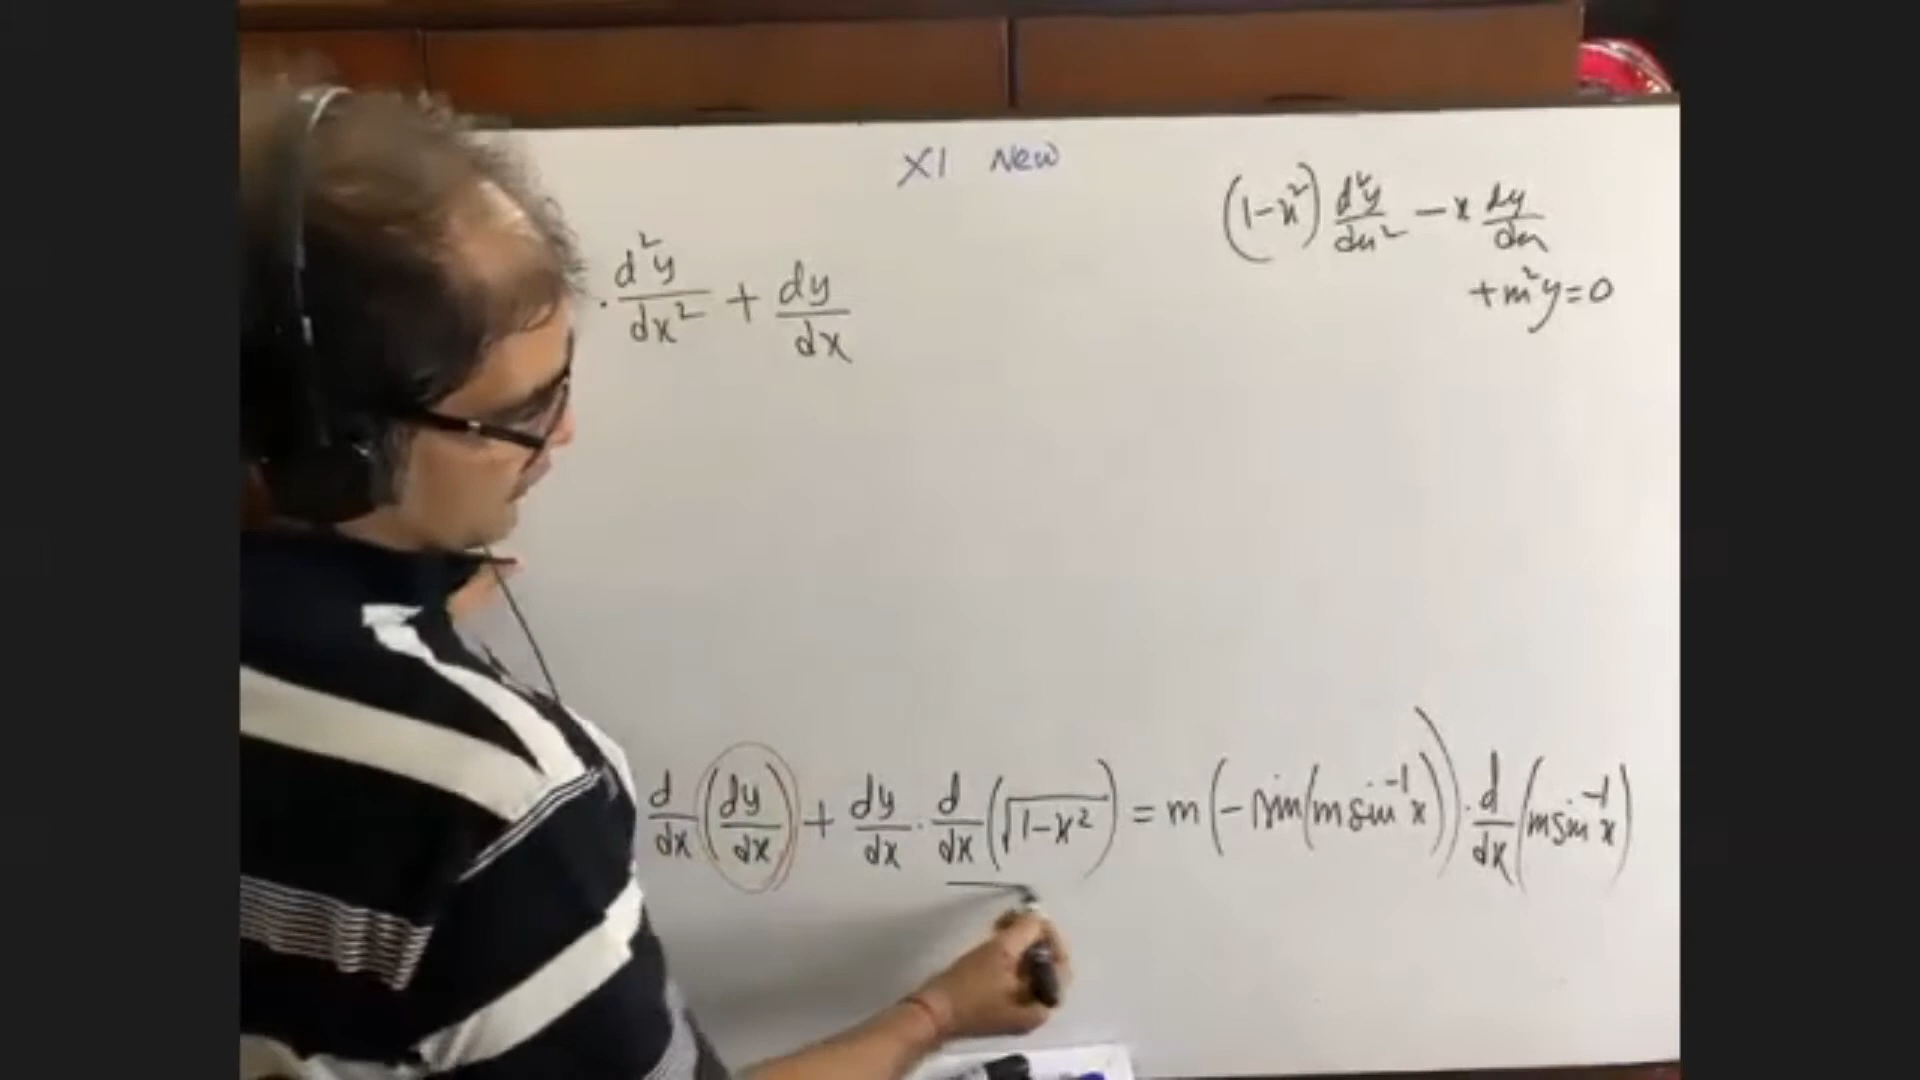 XI New
(1-x²) d²y/dx² - x dy/dx
+m²y=0
. d²y/dx² + dy/dx
d/dx (dy/dx) + dy/dx . d/dx (√1-x²) = m (- sin(m sin⁻¹x)) . d/dx (m sin⁻¹x)